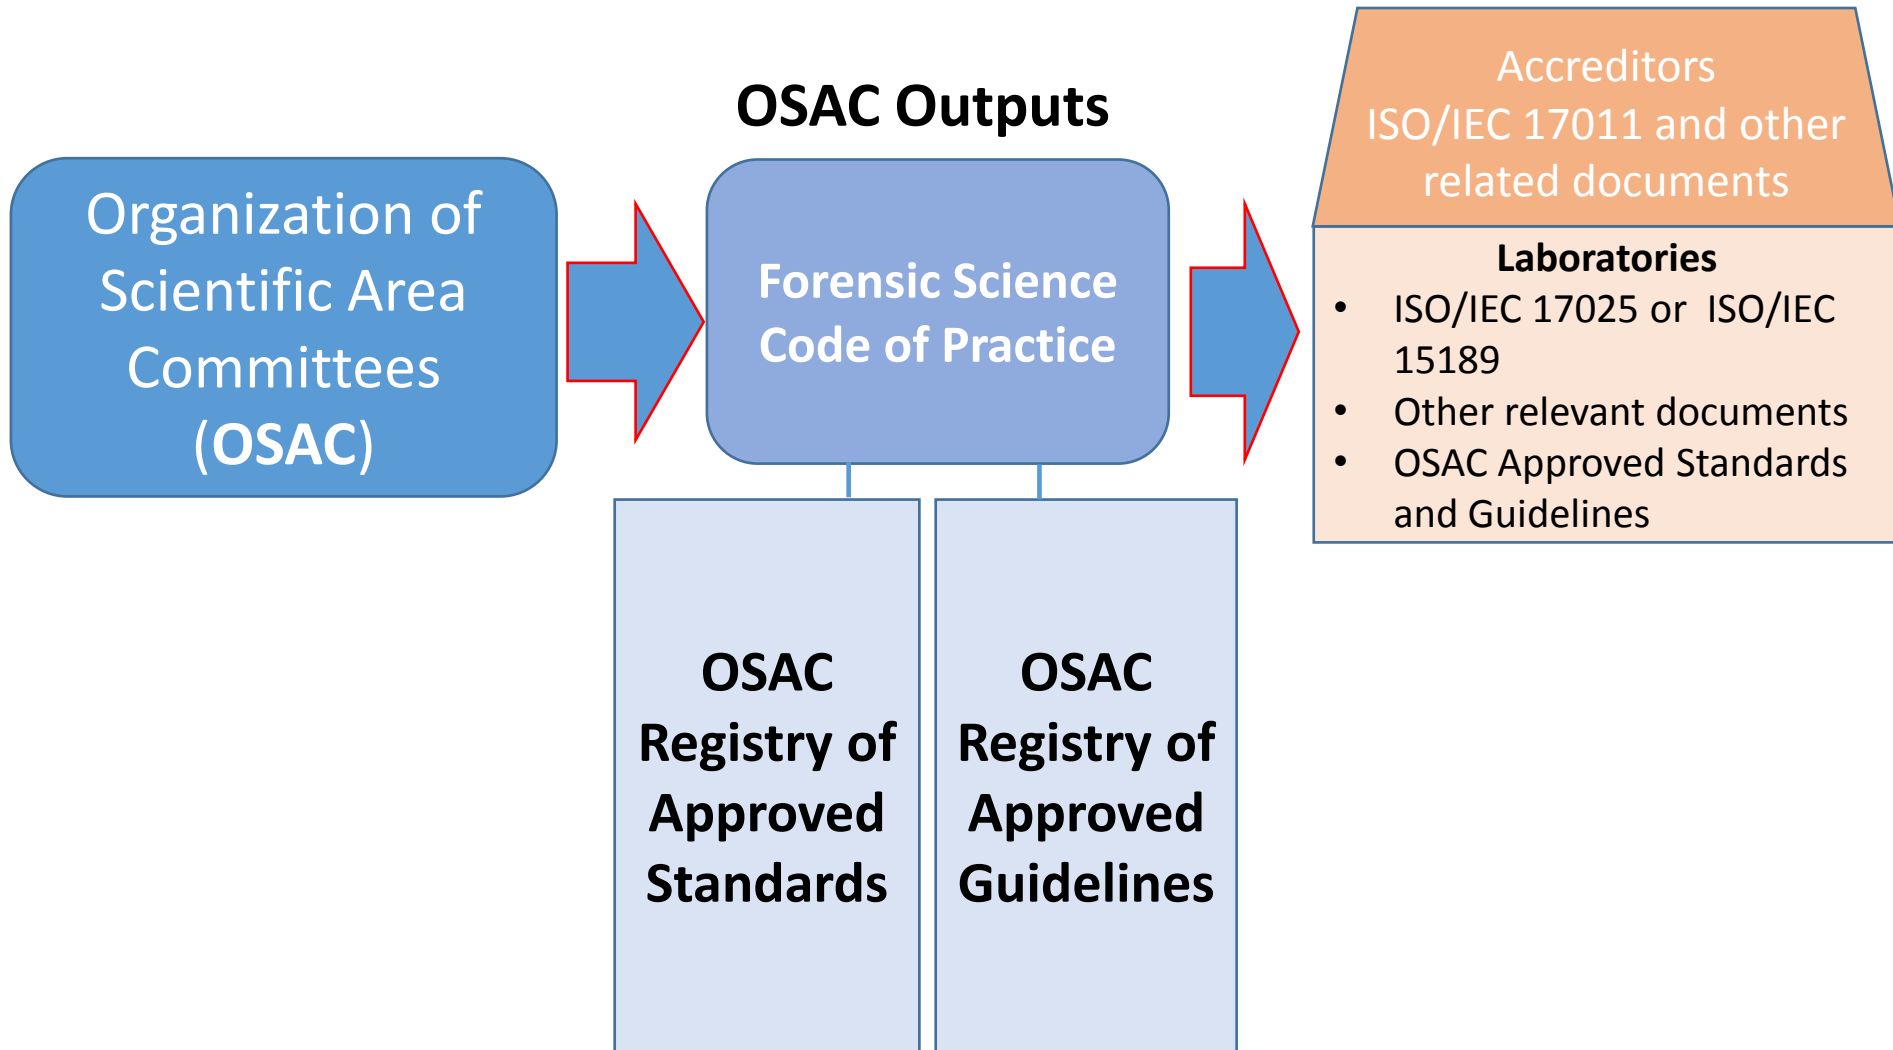 Organization of
Scientific Area
Committees
(OSAC)
OSAC Outputs
Forensic Science
Code of Practice
OSAC
Registry of
Approved
Standards
OSAC
Registry of
Approved
Guidelines
Accreditors
ISO/IEC 17011 and other
related documents
Laboratories
• ISO/IEC 17025 or  ISO/IEC
15189
• Other relevant documents
• OSAC Approved Standards
and Guidelines